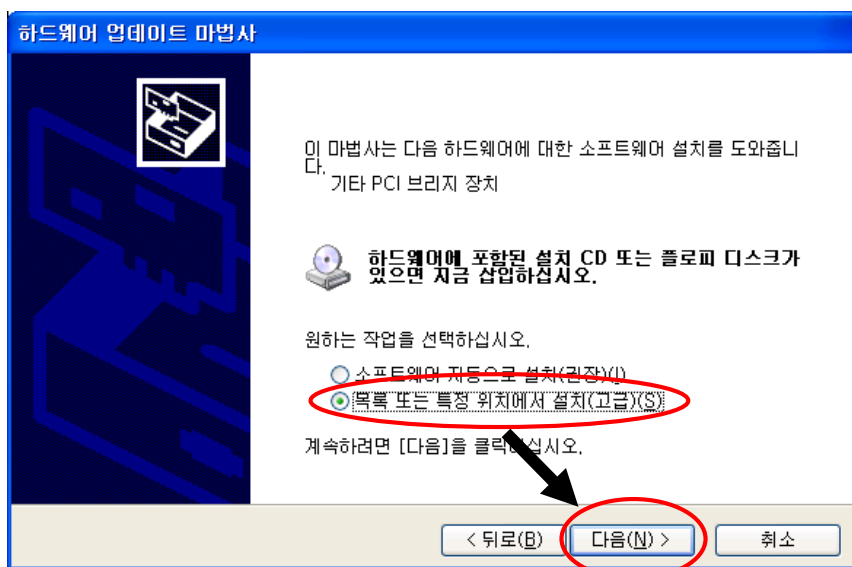 하드웨어 업데이트 마법사
이 마법사는 다음 하드웨어에 대한 소프트웨어 설치를 도와줍니
다.
기타 PCI 브리지 장치
하드웨어에 포함된 설치 CD 또는 플로피 디스크가
있으면 지금 삽입하십시오.
원하는 작업을 선택하십시오.
소프트웨어 자동으로 설치(권장)(I)
목록 또는 특정 위치에서 설치(고급)(S)
계속하려면 [다음]을 클릭하십시오.
< 뒤로(B) 다음(N) > 취소